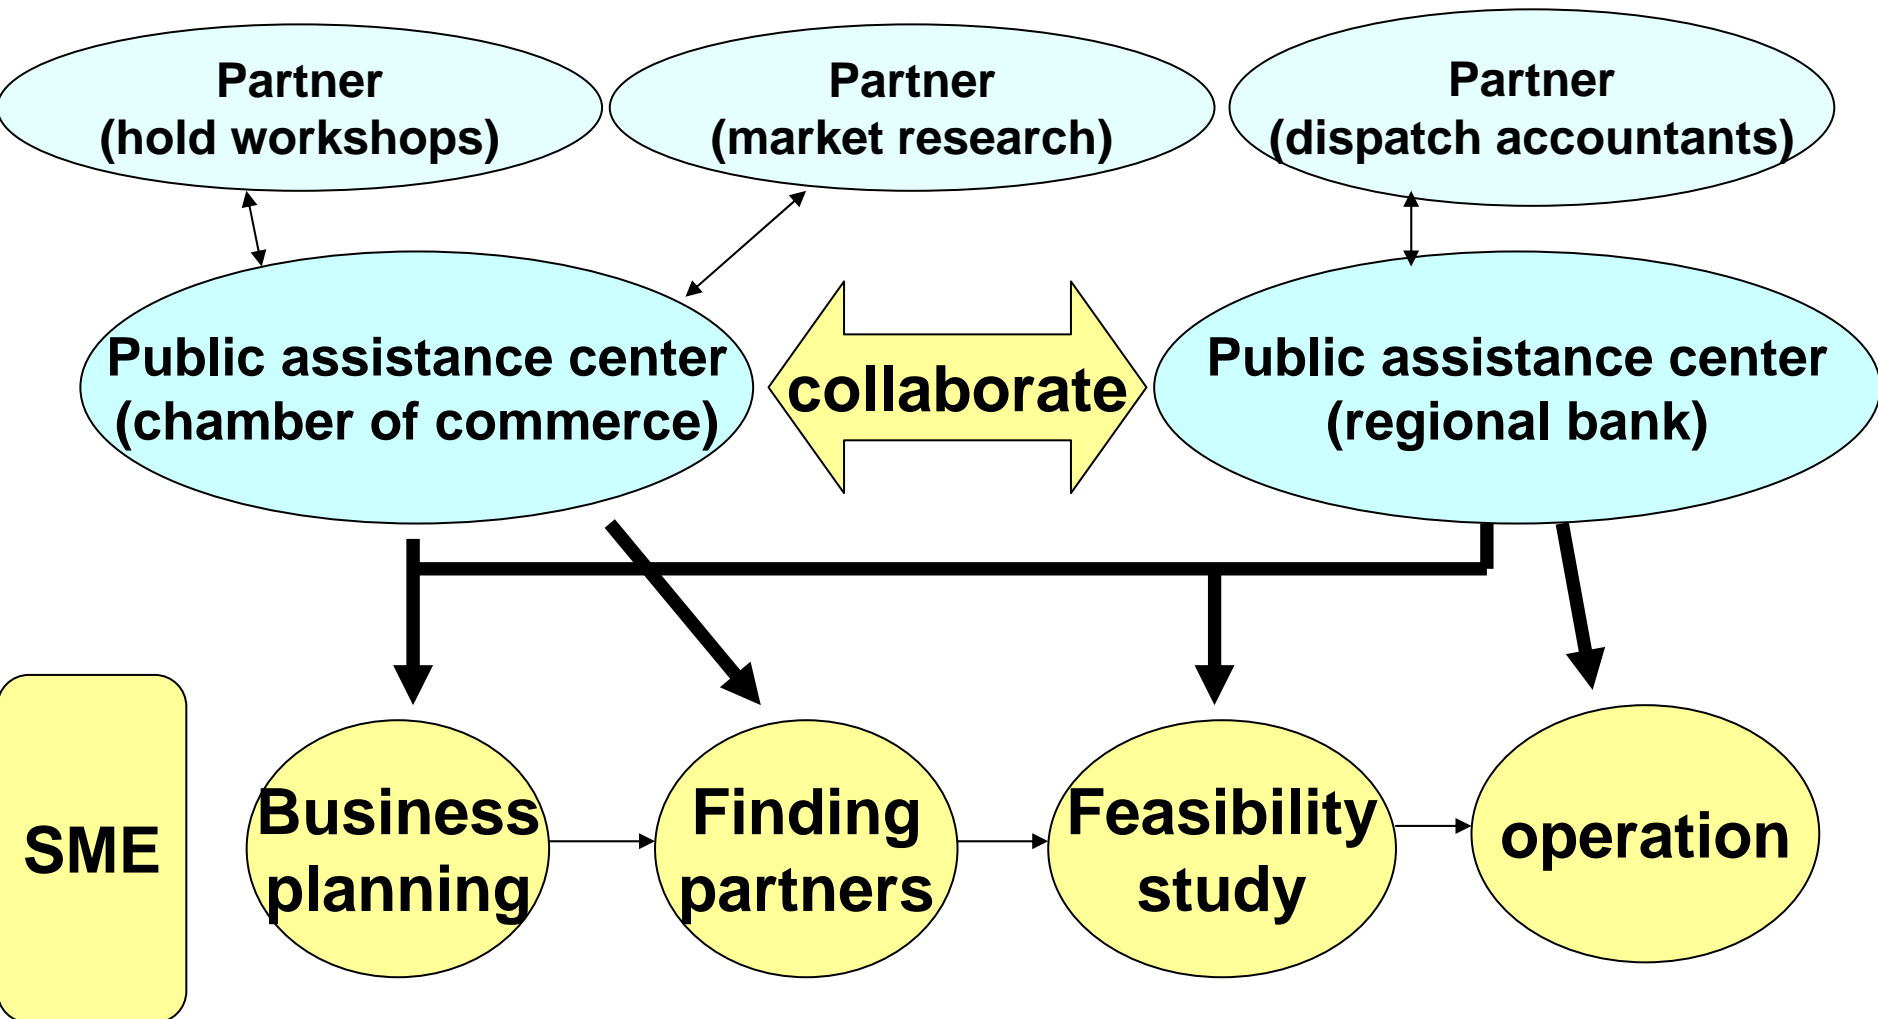 Partner
(hold workshops)
Partner
(market research)
Partner
(dispatch accountants)
Public assistance center
(chamber of commerce)
collaborate
Public assistance center
(regional bank)
SME
Business
planning
Finding
partners
Feasibility
study
operation